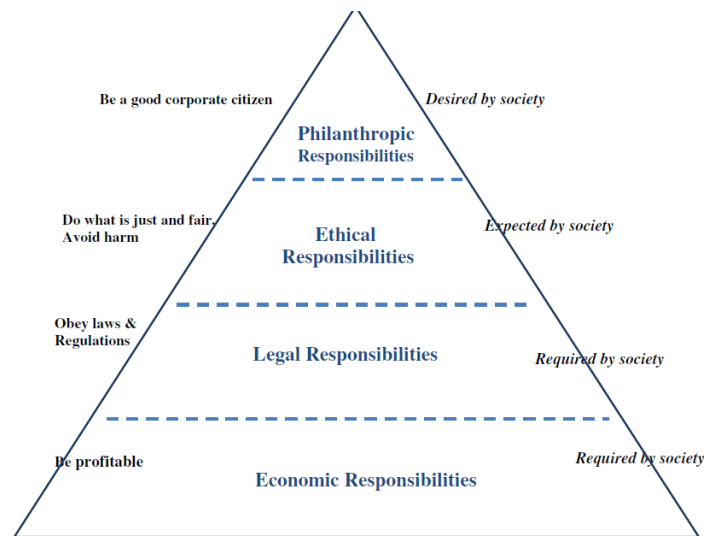 Be a good corporate citizen
Desired by society
Philanthropic
Responsibilities
Do what is just and fair,
Avoid harm
Expected by society
Ethical
Responsibilities
Obey laws &
Regulations
Legal Responsibilities
Required by society
Be profitable
Required by society
Economic Responsibilities